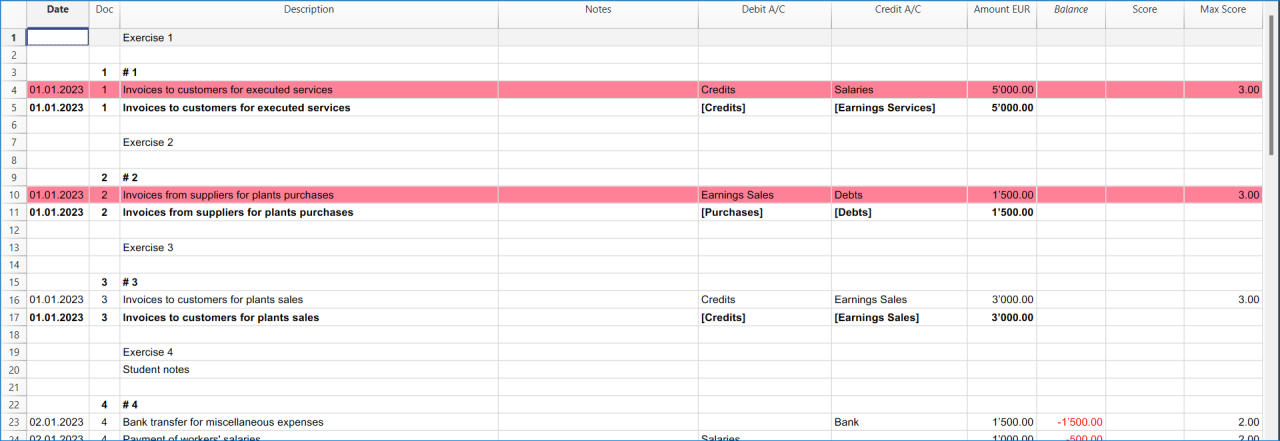 Date Doc Description Notes Debit A/C Credit A/C Amount EUR Balance Score Max Score
1 Exercise 1
2
3 1 # 1
4 01.01.2023 1 Invoices to customers for executed services Credits Salaries 5'000.00 3.00
5 01.01.2023 1 Invoices to customers for executed services [Credits] [Earnings Services] 5'000.00
6
7 Exercise 2
8
9 2 # 2
10 01.01.2023 2 Invoices from suppliers for plants purchases Earnings Sales Debts 1'500.00 3.00
11 01.01.2023 2 Invoices from suppliers for plants purchases [Purchases] [Debts] 1'500.00
12
13 Exercise 3
14
15 3 # 3
16 01.01.2023 3 Invoices to customers for plants sales Credits Earnings Sales 3'000.00 3.00
17 01.01.2023 3 Invoices to customers for plants sales [Credits] [Earnings Sales] 3'000.00
18
19 Exercise 4
20 Student notes
21
22 4 # 4
23 02.01.2023 4 Bank transfer for miscellaneous expenses Bank 1'500.00 -1'500.00 2.00
24 02.01.2023 4 Payment of workers' salaries Salaries 1'000.00 -500.00 2.00